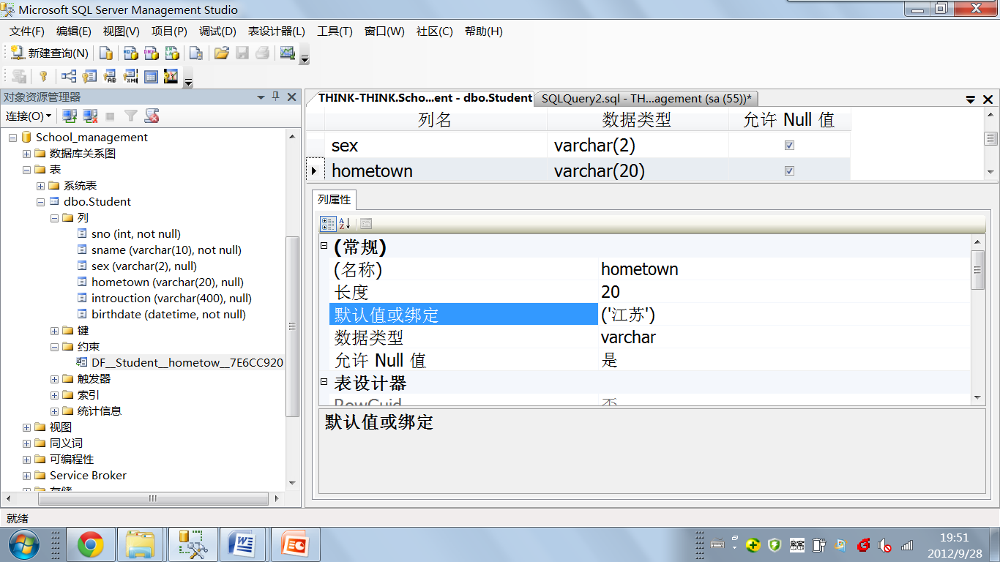 Microsoft SQL Server Management Studio
文件(F) 编辑(E) 视图(V) 项目(P) 调试(D) 表设计器(L) 工具(T) 窗口(W) 社区(C) 帮助(H)
新建查询(N)
对象资源管理器
连接(O)
School_management
数据库关系图
表
系统表
dbo.Student
列
sno (int, not null)
sname (varchar(10), not null)
sex (varchar(2), null)
hometown (varchar(20), null)
introuction (varchar(400), null)
birthdate (datetime, not null)
键
约束
DF__Student__hometow__7E6CC920
触发器
索引
统计信息
视图
同义词
可编程性
Service Broker
存储
THINK-THINK.Scho...ent - dbo.Student SQLQuery2.sql - TH...agement (sa (55))*
列名 数据类型 允许 Null 值
sex varchar(2)
hometown varchar(20)
列属性
(常规)
(名称) hometown
长度 20
默认值或绑定 ('江苏')
数据类型 varchar
允许 Null 值 是
表设计器
RowGuid 否
默认值或绑定
就绪
19:51
2012/9/28